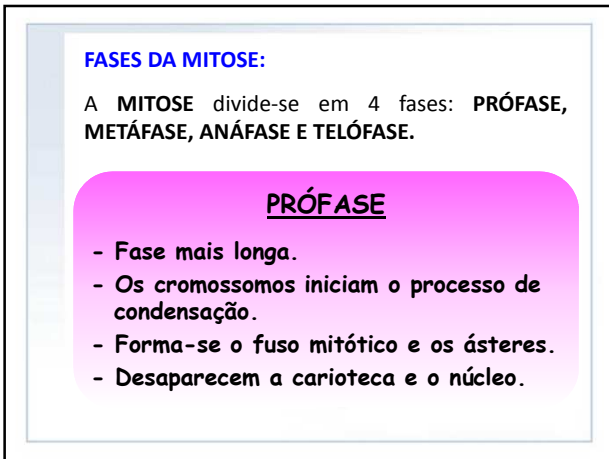 FASES DA MITOSE:
A MITOSE divide-se em 4 fases: PRÓFASE,
METÁFASE, ANÁFASE E TELÓFASE.
PRÓFASE
- Fase mais longa.
- Os cromossomos iniciam o processo de
condensação.
- Forma-se o fuso mitótico e os ásteres.
- Desaparecem a carioteca e o núcleo.